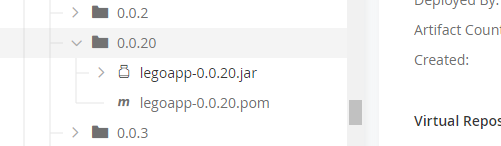 0.0.2
Deployed By:
0.0.20
Artifact Count
legoapp-0.0.20.jar
Created:
m legoapp-0.0.20.pom
0.0.3
Virtual Repos